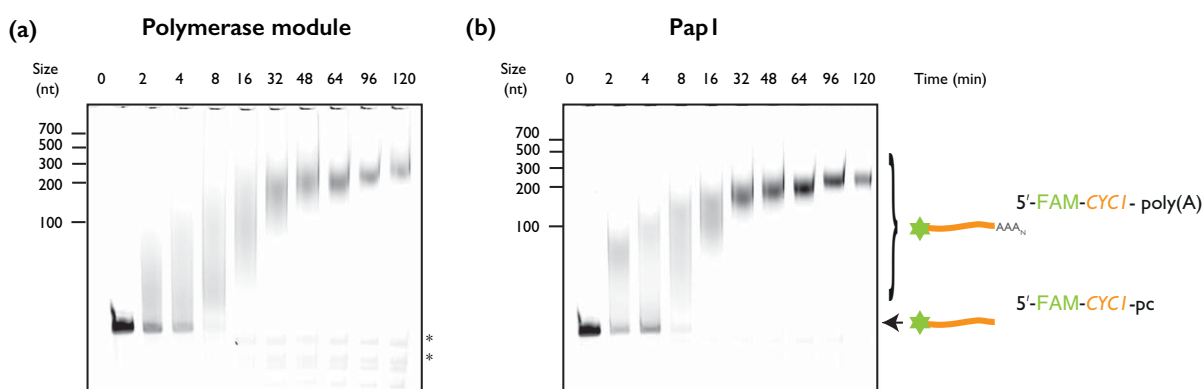 (a) Polymerase module
Size (nt) 0 2 4 8 16 32 48 64 96 120
700
500
300
200
100
*
*
(b) Pap1
Size (nt) 0 2 4 8 16 32 48 64 96 120 Time (min)
700
500
300
200
100
5'-FAM-CYC1- poly(A)
AAAN
5'-FAM-CYC1-pc